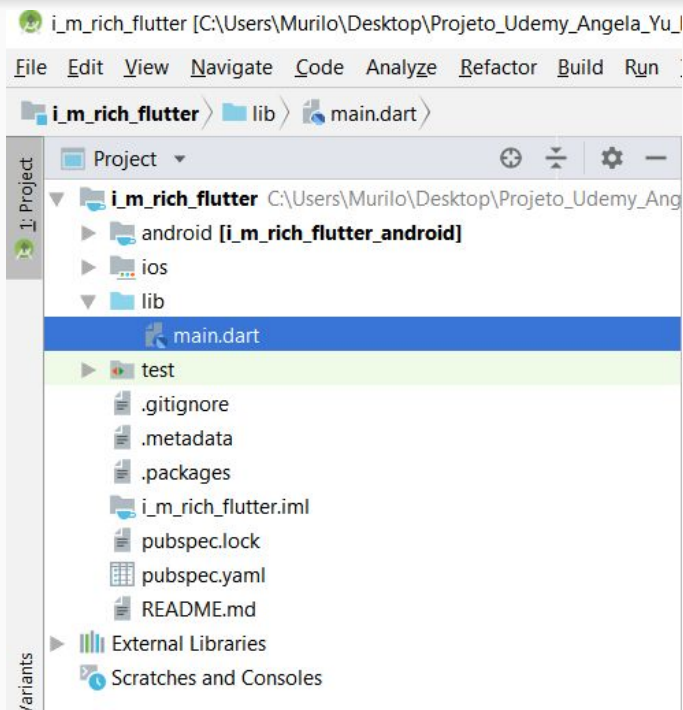 i_m_rich_flutter [C:\Users\Murilo\Desktop\Projeto_Udemy_Angela_Yu_
File Edit View Navigate Code Analyze Refactor Build Run
i_m_rich_flutter lib main.dart
1: Project
Project
i_m_rich_flutter C:\Users\Murilo\Desktop\Projeto_Udemy_Ang
android [i_m_rich_flutter_android]
ios
lib
main.dart
test
.gitignore
.metadata
.packages
i_m_rich_flutter.iml
pubspec.lock
pubspec.yaml
README.md
External Libraries
Scratches and Consoles
Variants